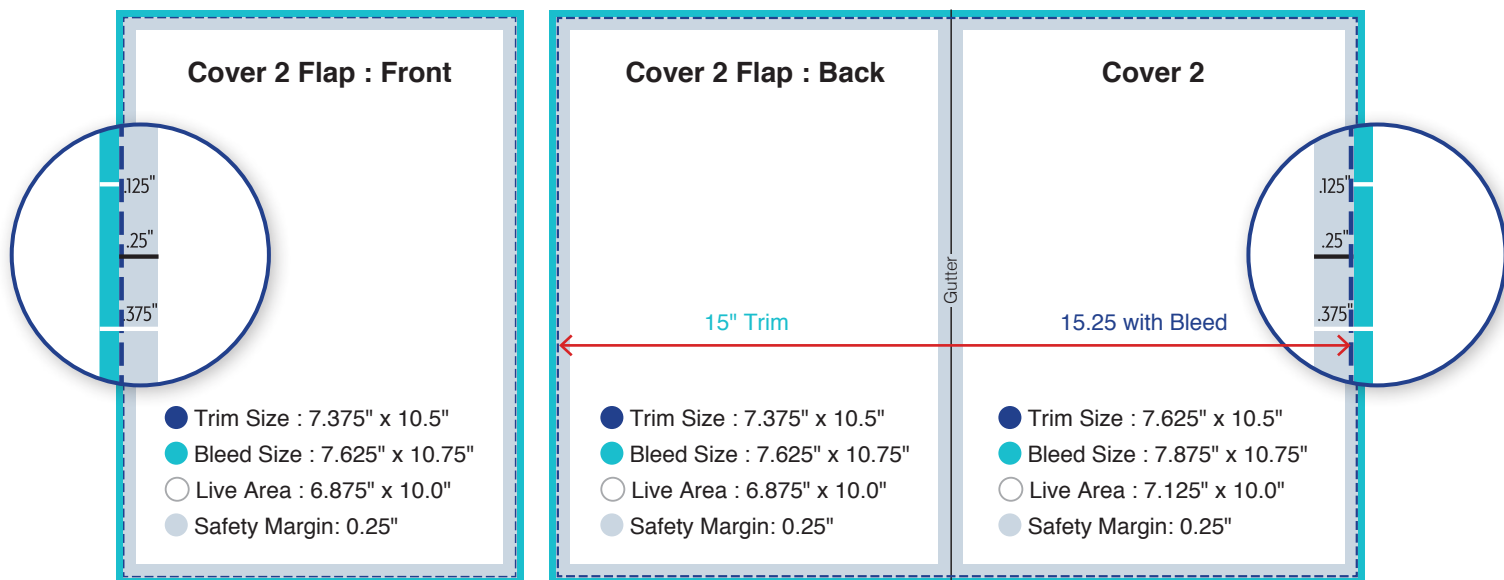 Cover 2 Flap : Front
.125"
.25"
.375"
Trim Size : 7.375" x 10.5"
Bleed Size : 7.625" x 10.75"
Live Area : 6.875" x 10.0"
Safety Margin: 0.25"
Cover 2 Flap : Back
15" Trim
Trim Size : 7.375" x 10.5"
Bleed Size : 7.625" x 10.75"
Live Area : 6.875" x 10.0"
Safety Margin: 0.25"
Gutter
Cover 2
15.25 with Bleed
.125"
.25"
.375"
Trim Size : 7.625" x 10.5"
Bleed Size : 7.875" x 10.75"
Live Area : 7.125" x 10.0"
Safety Margin: 0.25"